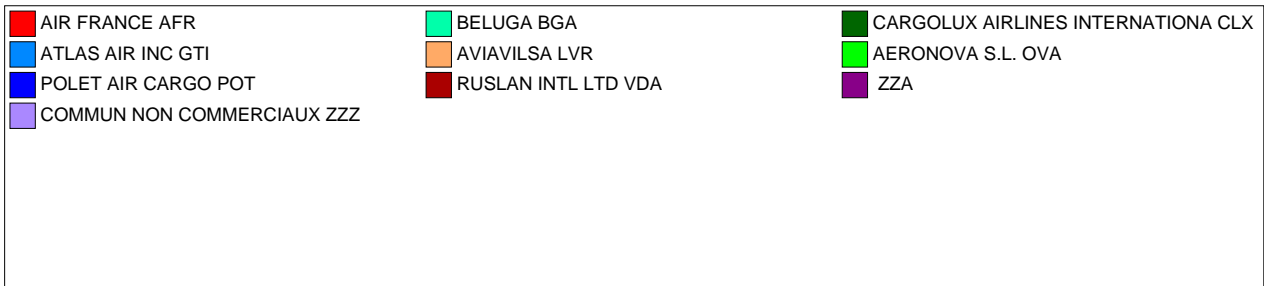 AIR FRANCE AFR BELUGA BGA CARGOLUX AIRLINES INTERNATIONA CLX
ATLAS AIR INC GTI AVIAVILSA LVR AERONOVA S.L. OVA
POLET AIR CARGO POT RUSLAN INTL LTD VDA ZZA
COMMUN NON COMMERCIAUX ZZZ